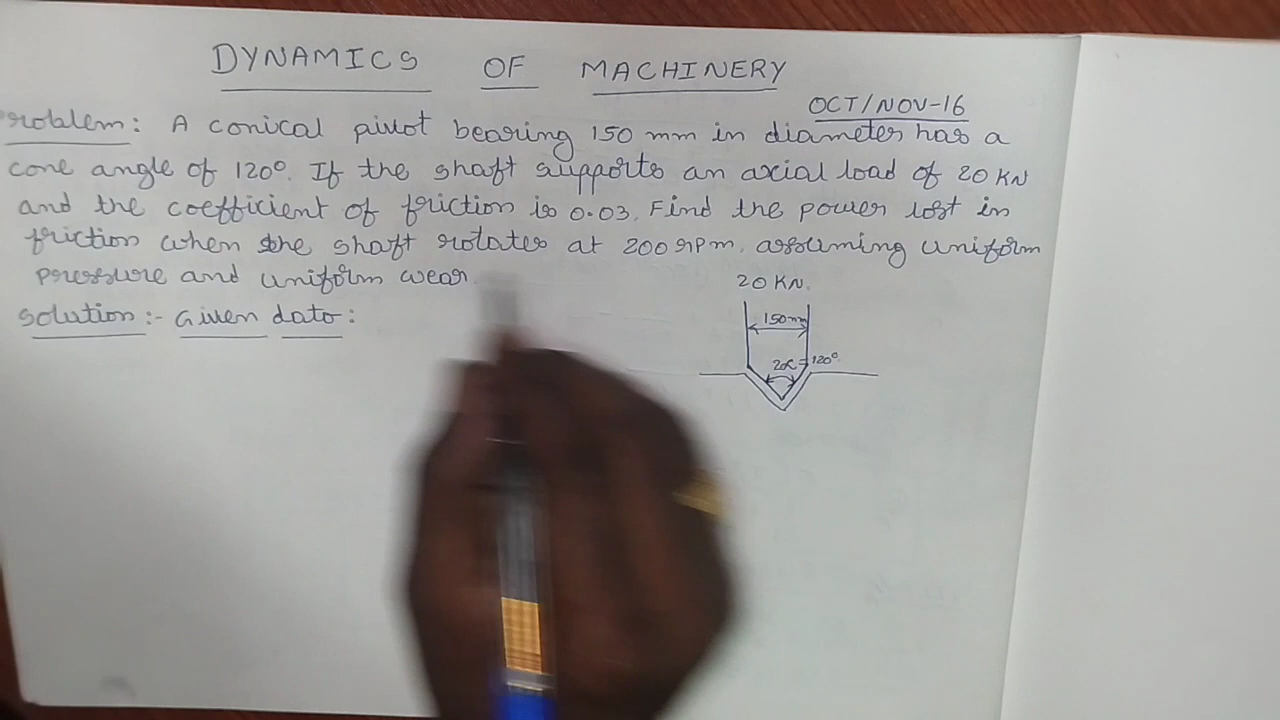 DYNAMICS OF MACHINERY
OCT/NOV-16
Problem: A conical pivot bearing 150 mm in diameter has a
cone angle of 120°. If the shaft supports an axial load of 20 KN
and the coefficient of friction is 0.03. Find the power lost in
friction when the shaft rotates at 200 rpm. assuming uniform
pressure and uniform wear.
20 KN.
Solution:- Given data:
150mm
2α=120°